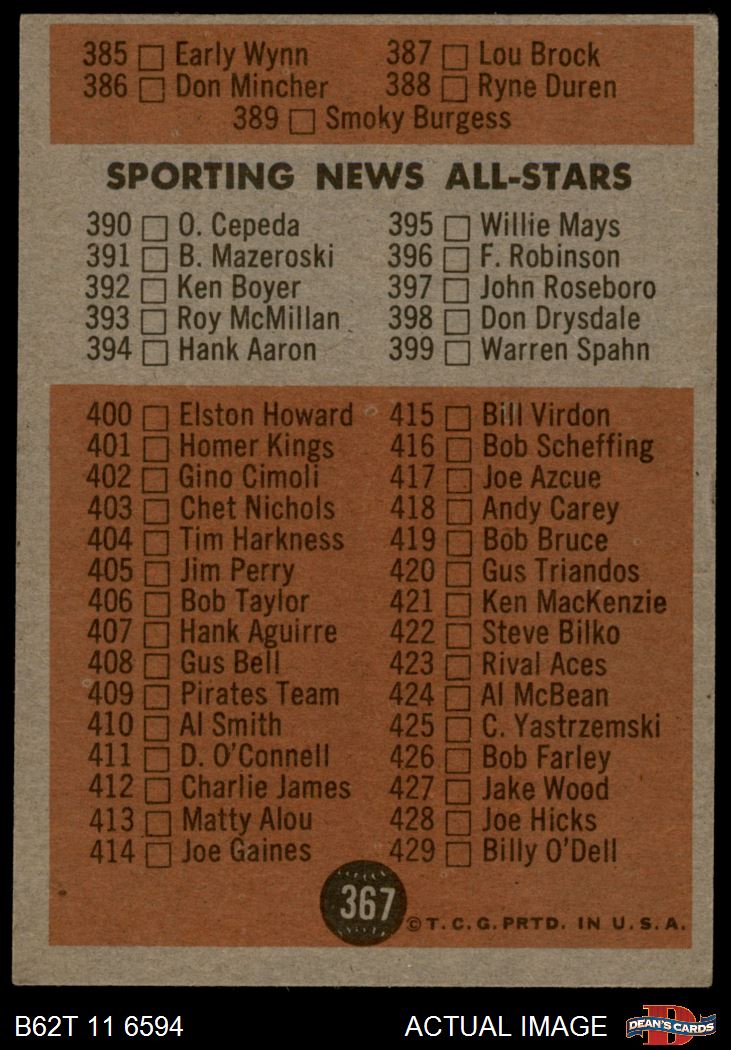 385 Early Wynn 387 Lou Brock
386 Don Mincher 388 Ryne Duren
389 Smoky Burgess
SPORTING NEWS ALL-STARS
390 O. Cepeda 395 Willie Mays
391 B. Mazeroski 396 F. Robinson
392 Ken Boyer 397 John Roseboro
393 Roy McMillan 398 Don Drysdale
394 Hank Aaron 399 Warren Spahn
400 Elston Howard 415 Bill Virdon
401 Homer Kings 416 Bob Scheffing
402 Gino Cimoli 417 Joe Azcue
403 Chet Nichols 418 Andy Carey
404 Tim Harkness 419 Bob Bruce
405 Jim Perry 420 Gus Triandos
406 Bob Taylor 421 Ken MacKenzie
407 Hank Aguirre 422 Steve Bilko
408 Gus Bell 423 Rival Aces
409 Pirates Team 424 Al McBean
410 Al Smith 425 C. Yastrzemski
411 D. O'Connell 426 Bob Farley
412 Charlie James 427 Jake Wood
413 Matty Alou 428 Joe Hicks
414 Joe Gaines 429 Billy O'Dell
367
©T.C.G. PRTD. IN U.S.A.
B62T 11 6594 ACTUAL IMAGE D DEAN'S CARDS